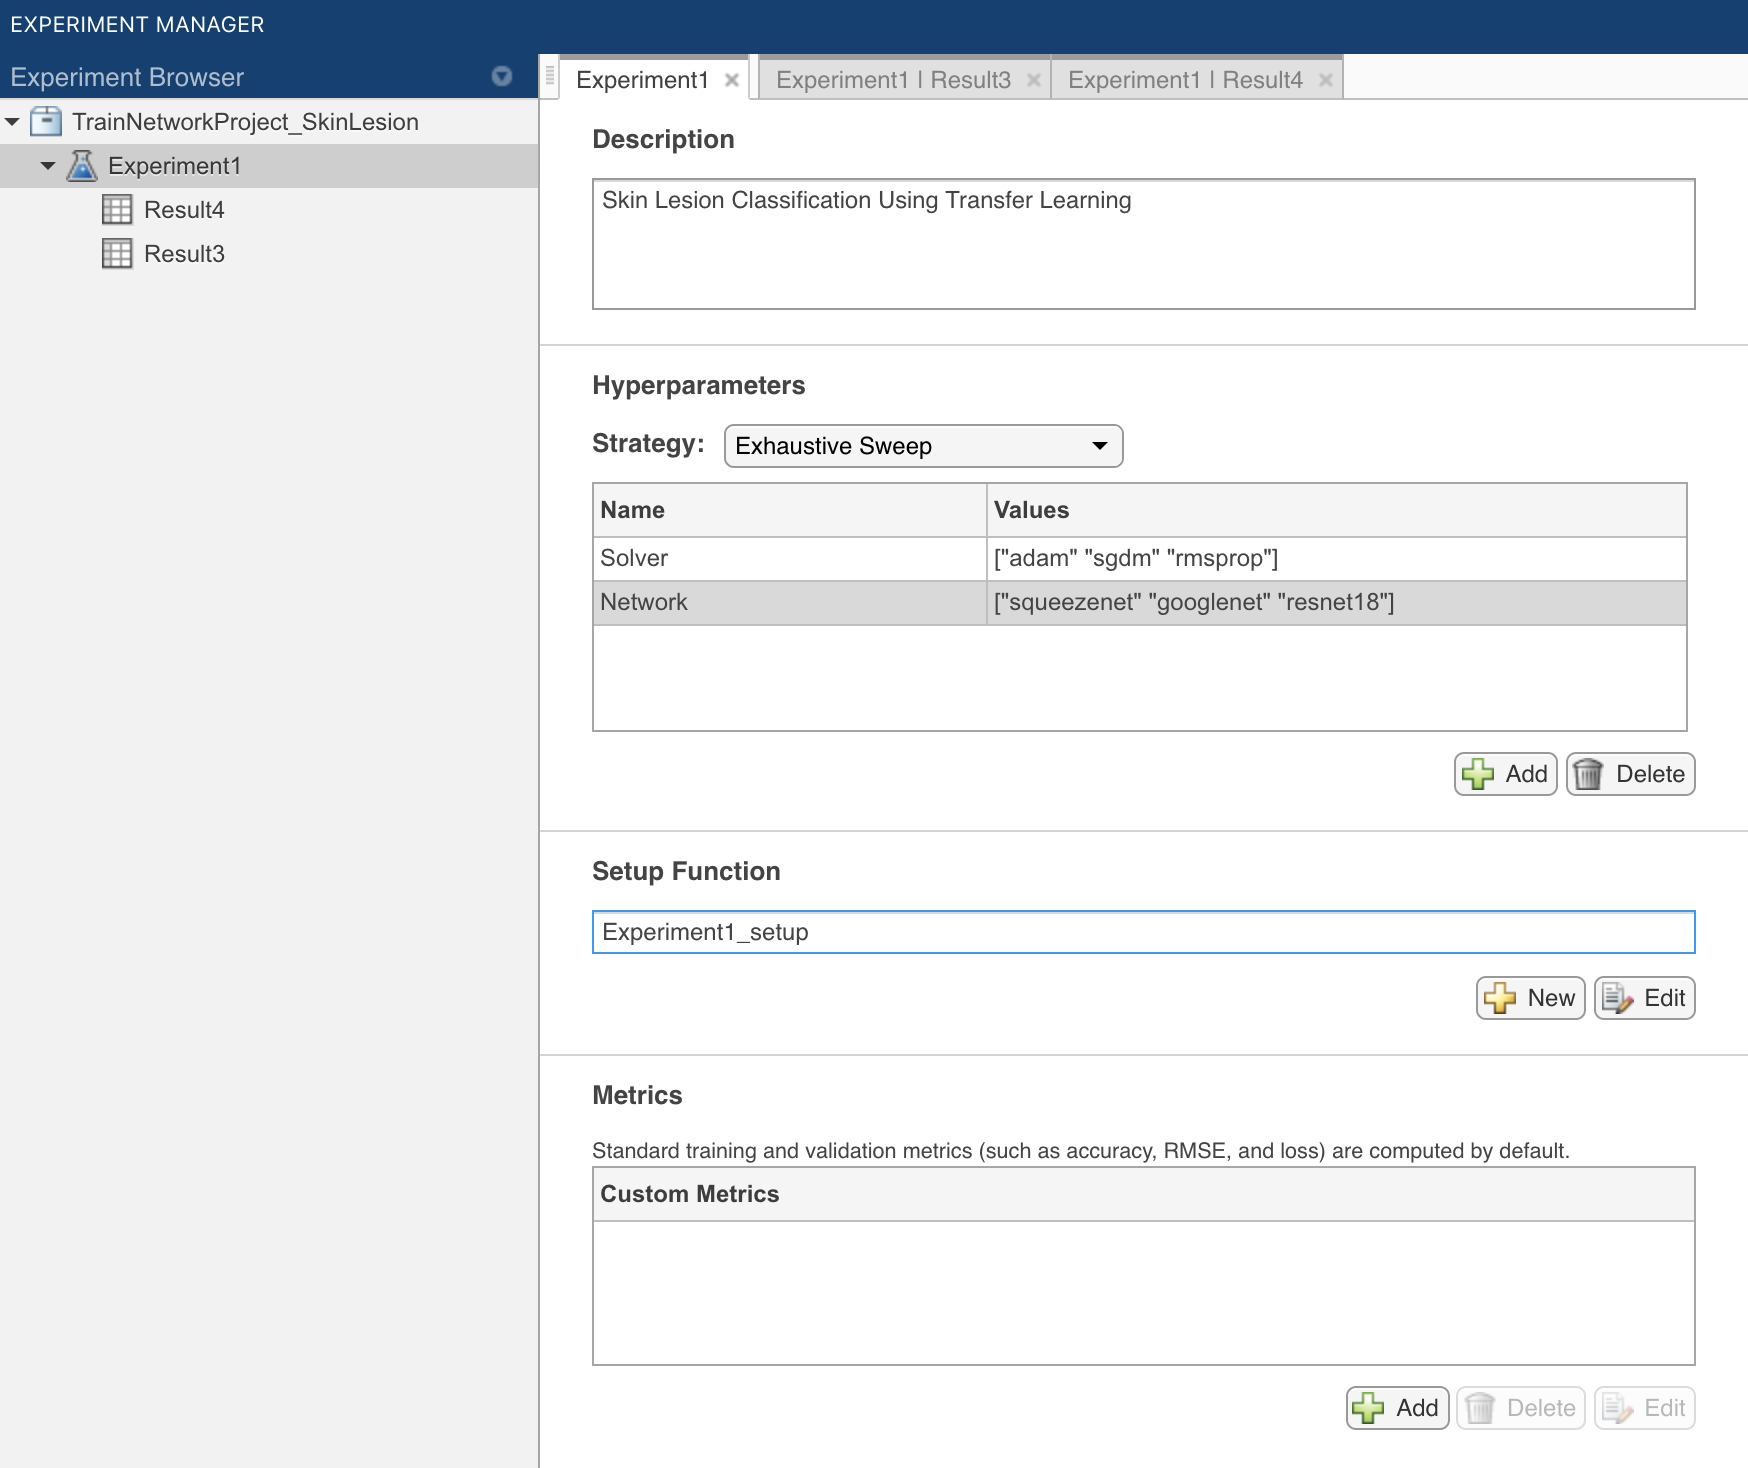 EXPERIMENT MANAGER
Experiment Browser
TrainNetworkProject_SkinLesion
Experiment1
Result4
Result3
Experiment1 Experiment1 | Result3 Experiment1 | Result4
Description
Skin Lesion Classification Using Transfer Learning
Hyperparameters
Strategy: Exhaustive Sweep
Name Values
Solver ["adam" "sgdm" "rmsprop"]
Network ["squeezenet" "googlenet" "resnet18"]
Add Delete
Setup Function
Experiment1_setup
New Edit
Metrics
Standard training and validation metrics (such as accuracy, RMSE, and loss) are computed by default.
Custom Metrics
Add Delete Edit